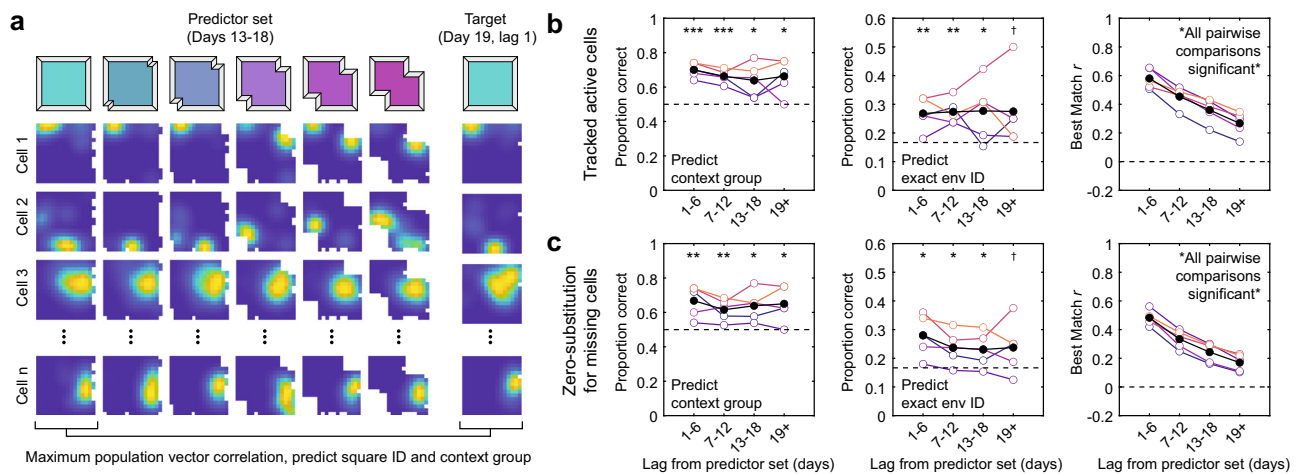 a
Predictor set
(Days 13-18)
Target
(Day 19, lag 1)
Cell 1
Cell 2
Cell 3
Cell n
Maximum population vector correlation, predict square ID and context group
b
Tracked active cells
Proportion correct
1
0.8
0.6
0.4
0.2
0
*** *** * *
Predict
context group
1-6
7-12
13-18
19+
Proportion correct
0.6
0.5
0.4
0.3
0.2
0.1
0
** ** * †
Predict
exact env ID
1-6
7-12
13-18
19+
Best Match r
1
0.8
0.6
0.4
0.2
0
-0.2
*All pairwise
comparisons
significant*
1-6
7-12
13-18
19+
c
Zero-substitution
for missing cells
Proportion correct
1
0.8
0.6
0.4
0.2
0
** ** * *
Predict
context group
1-6
7-12
13-18
19+
Lag from predictor set (days)
Proportion correct
0.6
0.5
0.4
0.3
0.2
0.1
0
* * * †
Predict
exact env ID
1-6
7-12
13-18
19+
Lag from predictor set (days)
Best Match r
1
0.8
0.6
0.4
0.2
0
-0.2
*All pairwise
comparisons
significant*
1-6
7-12
13-18
19+
Lag from predictor set (days)